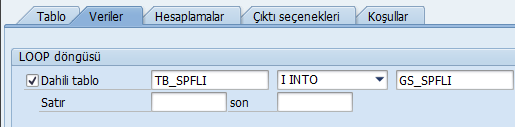 Tablo Veriler Hesaplamalar Çıktı seçenekleri Koşullar
LOOP döngüsü
Dahili tablo TB_SPFLI I INTO GS_SPFLI
Satır son